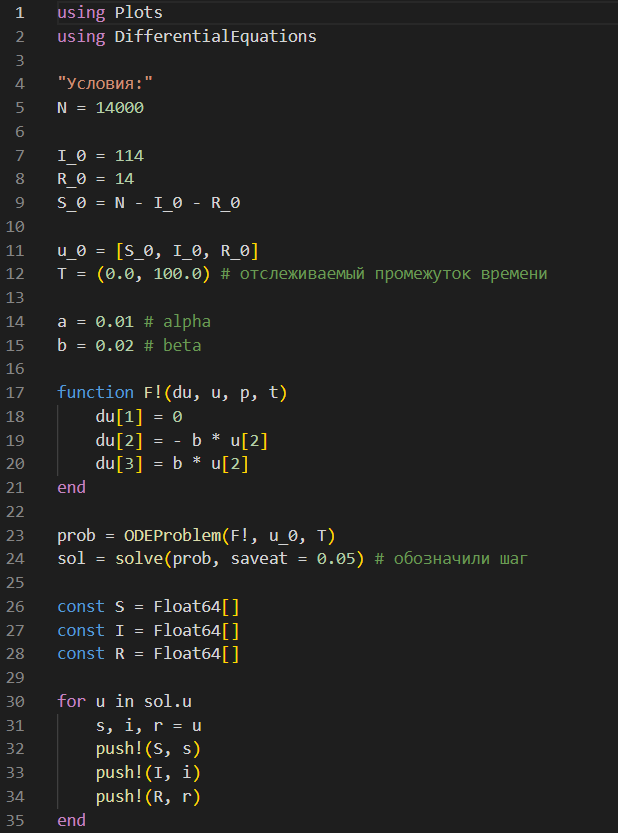 1 using Plots
2 using DifferentialEquations
3
4 "Условия:"
5 N = 14000
6
7 I_0 = 114
8 R_0 = 14
9 S_0 = N - I_0 - R_0
10
11 u_0 = [S_0, I_0, R_0]
12 T = (0.0, 100.0) # отслеживаемый промежуток времени
13
14 a = 0.01 # alpha
15 b = 0.02 # beta
16
17 function F!(du, u, p, t)
18     du[1] = 0
19     du[2] = - b * u[2]
20     du[3] = b * u[2]
21 end
22
23 prob = ODEProblem(F!, u_0, T)
24 sol = solve(prob, saveat = 0.05) # обозначили шаг
25
26 const S = Float64[]
27 const I = Float64[]
28 const R = Float64[]
29
30 for u in sol.u
31     s, i, r = u
32     push!(S, s)
33     push!(I, i)
34     push!(R, r)
35 end